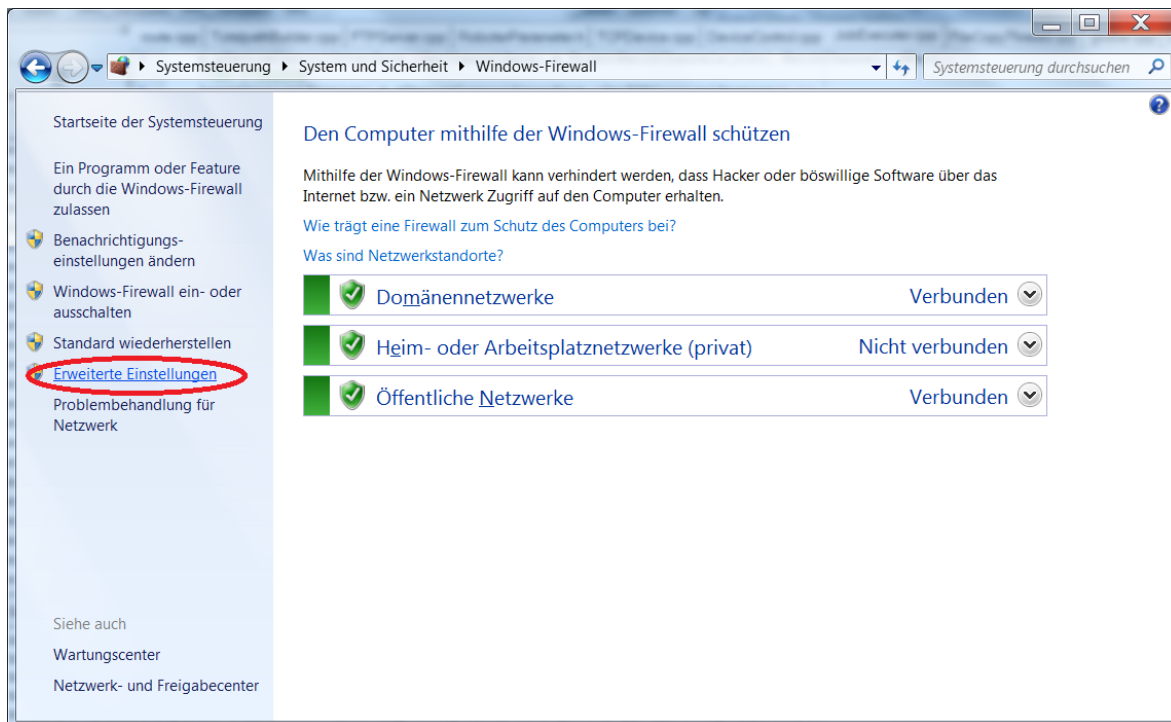 Systemsteuerung System und Sicherheit Windows-Firewall
Systemsteuerung durchsuchen
Startseite der Systemsteuerung
Ein Programm oder Feature
durch die Windows-Firewall
zulassen
Benachrichtigungs-
einstellungen ändern
Windows-Firewall ein- oder
ausschalten
Standard wiederherstellen
Erweiterte Einstellungen
Problembehandlung für
Netzwerk
Siehe auch
Wartungscenter
Netzwerk- und Freigabecenter
Den Computer mithilfe der Windows-Firewall schützen
Mithilfe der Windows-Firewall kann verhindert werden, dass Hacker oder böswillige Software über das
Internet bzw. ein Netzwerk Zugriff auf den Computer erhalten.
Wie trägt eine Firewall zum Schutz des Computers bei?
Was sind Netzwerkstandorte?
Domänennetzwerke Verbunden
Heim- oder Arbeitsplatznetzwerke (privat) Nicht verbunden
Öffentliche Netzwerke Verbunden